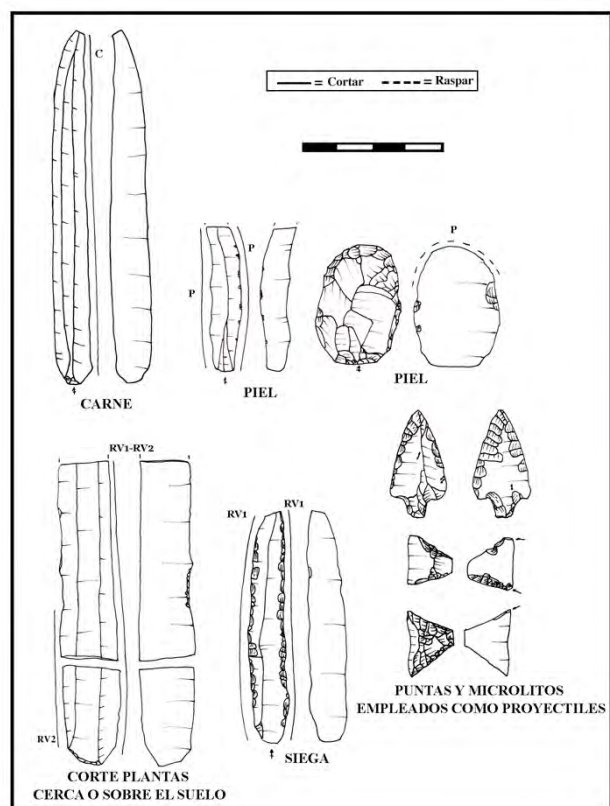 C
= Cortar = Raspar
CARNE
P
P
PIEL
P
PIEL
RV1-RV2
RV2
CORTE PLANTAS
CERCA O SOBRE EL SUELO
RV1
RV1
SIEGA
PUNTAS Y MICROLITOS
EMPLEADOS COMO PROYECTILES